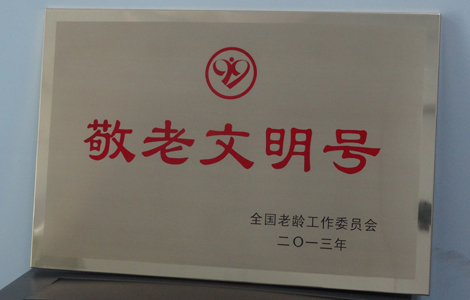 敬老文明号
全国老龄工作委员会
二〇一三年